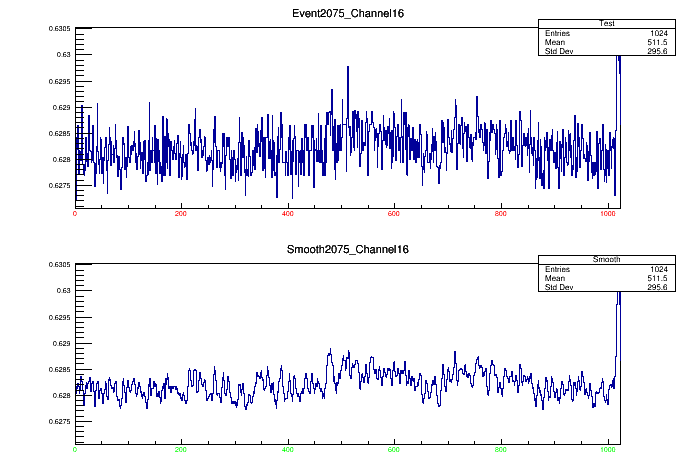 Event2075_Channel16
Test
Entries 1024
Mean 511.5
Std Dev 295.6
0.6305
0.63
0.6295
0.629
0.6285
0.628
0.6275
0 200 400 600 800 1000
Smooth2075_Channel16
Smooth
Entries 1024
Mean 511.5
Std Dev 295.6
0.6305
0.63
0.6295
0.629
0.6285
0.628
0.6275
0 200 400 600 800 1000